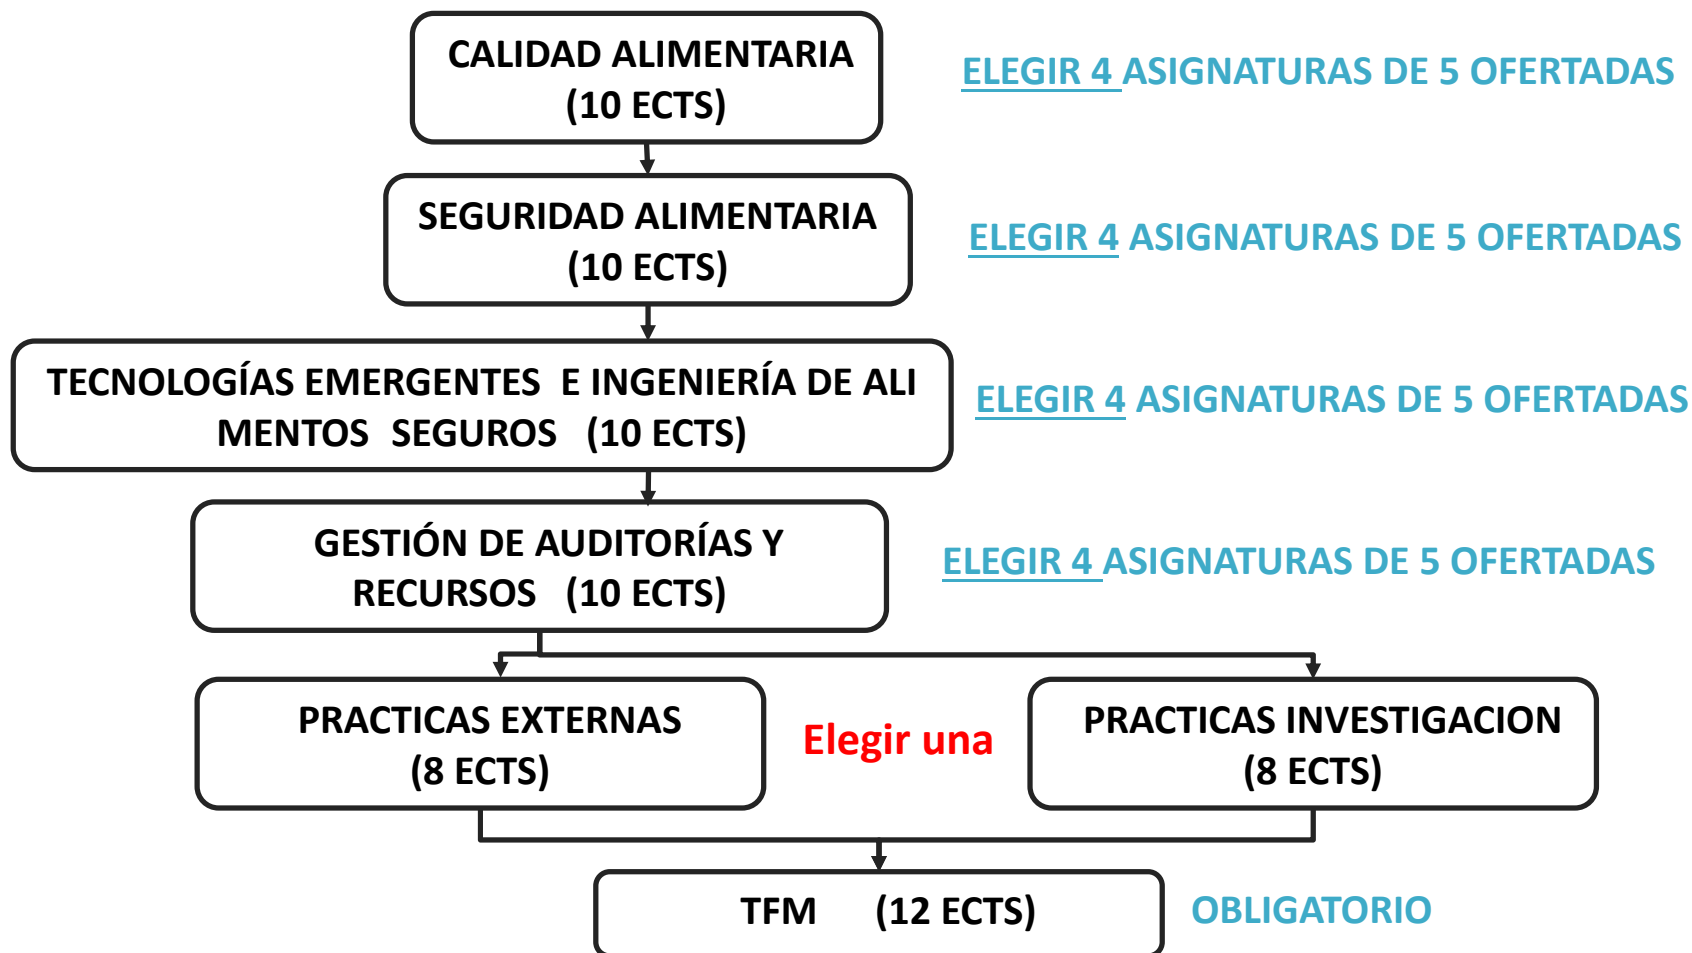 CALIDAD ALIMENTARIA
(10 ECTS)
ELEGIR 4 ASIGNATURAS DE 5 OFERTADAS
SEGURIDAD ALIMENTARIA
(10 ECTS)
ELEGIR 4 ASIGNATURAS DE 5 OFERTADAS
TECNOLOGÍAS EMERGENTES E INGENIERÍA DE ALI
MENTOS SEGUROS (10 ECTS)
ELEGIR 4 ASIGNATURAS DE 5 OFERTADAS
GESTIÓN DE AUDITORÍAS Y
RECURSOS (10 ECTS)
ELEGIR 4 ASIGNATURAS DE 5 OFERTADAS
PRACTICAS EXTERNAS
(8 ECTS)
Elegir una
PRACTICAS INVESTIGACION
(8 ECTS)
TFM (12 ECTS)
OBLIGATORIO